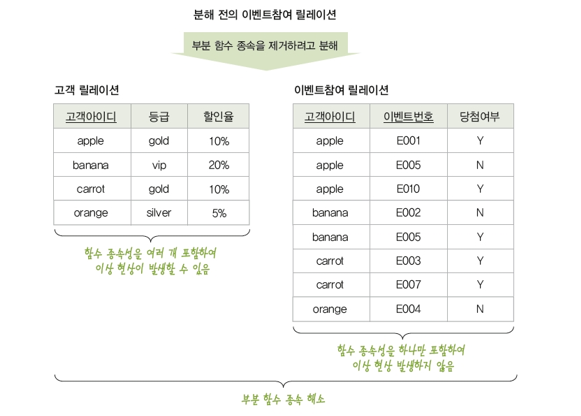 분해 전의 이벤트참여 릴레이션
부분 함수 종속을 제거하려고 분해
고객 릴레이션
고객아이디 등급 할인율
apple gold 10%
banana vip 20%
carrot gold 10%
orange silver 5%
함수 종속성을 여러 개 포함하여
이상 현상이 발생할 수 있음
이벤트참여 릴레이션
고객아이디 이벤트번호 당첨여부
apple E001 Y
apple E005 N
apple E010 Y
banana E002 N
banana E005 Y
carrot E003 Y
carrot E007 Y
orange E004 N
함수 종속성을 하나만 포함하여
이상 현상 발생하지 않음
부분 함수 종속 해소